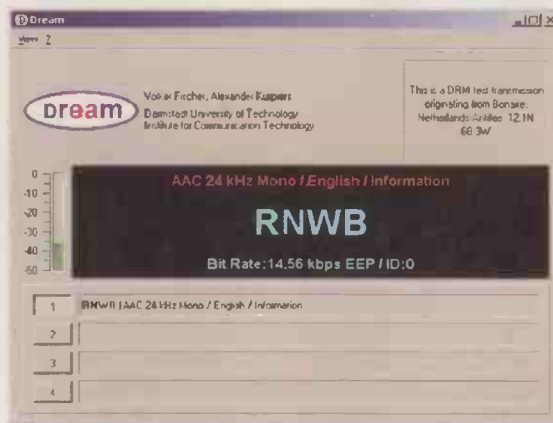 Dream
View ?
Dream
Volker Fischer, Alexander Kurpiers
Darmstadt University of Technology
Institute for Communication Technology
This is a DRM test transmission
originating from Bonaire,
Netherlands Antilles 12.1N
68.3W
0
-10
-20
-30
-40
-50
AAC 24 kHz Mono / English / Information
RNWB
Bit Rate:14.56 kbps EEP / ID:0
1
RNWB | AAC 24 kHz Mono / English / Information
2
3
4